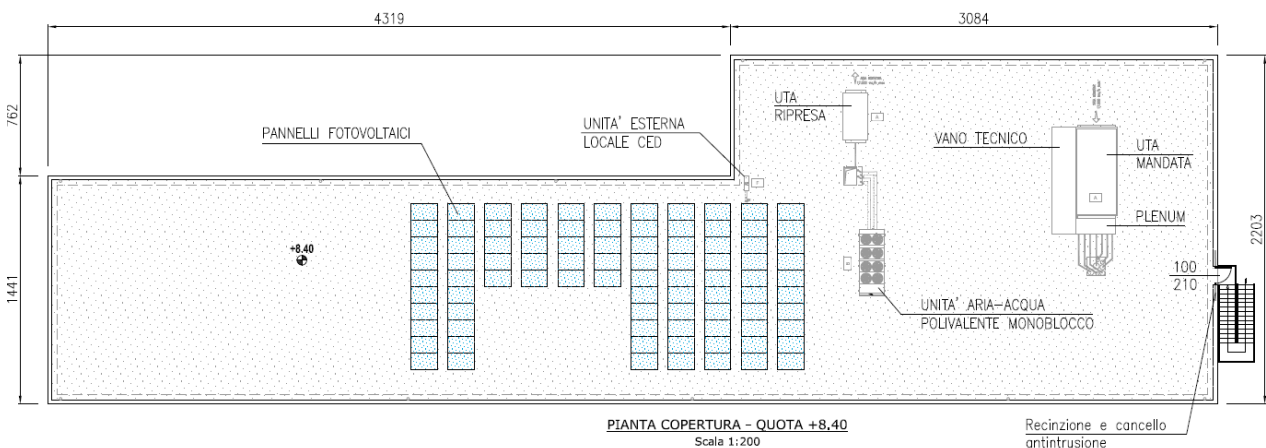 4319
3084
762
1441
2203
PANNELLI FOTOVOLTAICI
UNITA' ESTERNA
LOCALE CED
UTA
RIPRESA
VANO TECNICO
UTA
MANDATA
PLENUM
+8.40
100
210
UNITA' ARIA-ACQUA
POLIVALENTE MONOBLOCCO
PIANTA COPERTURA - QUOTA +8.40
Scala 1:200
Recinzione e cancello
antintrusione